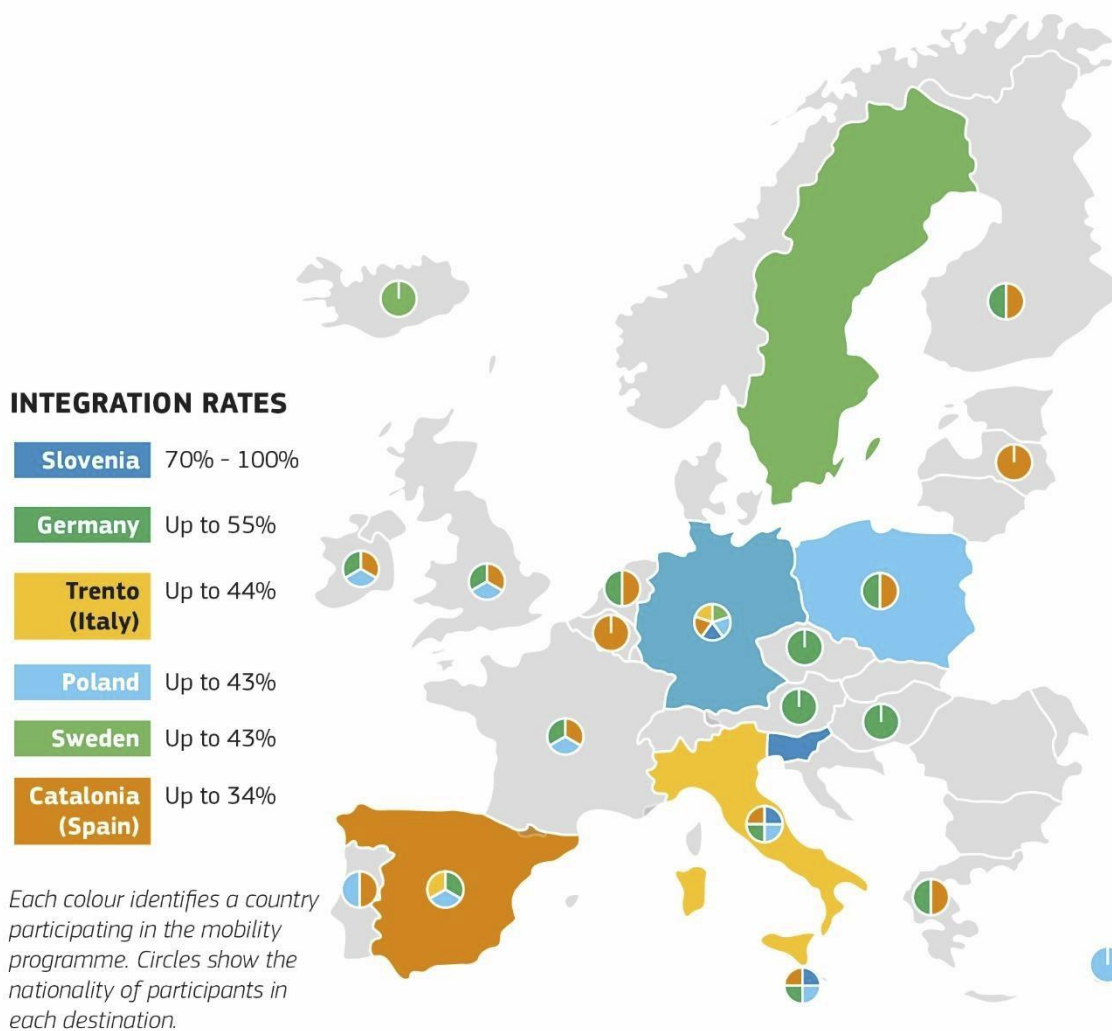 INTEGRATION RATES
Slovenia 70% - 100%
Germany Up to 55%
Trento
(Italy) Up to 44%
Poland Up to 43%
Sweden Up to 43%
Catalonia
(Spain) Up to 34%
Each colour identifies a country
participating in the mobility
programme. Circles show the
nationality of participants in
each destination.